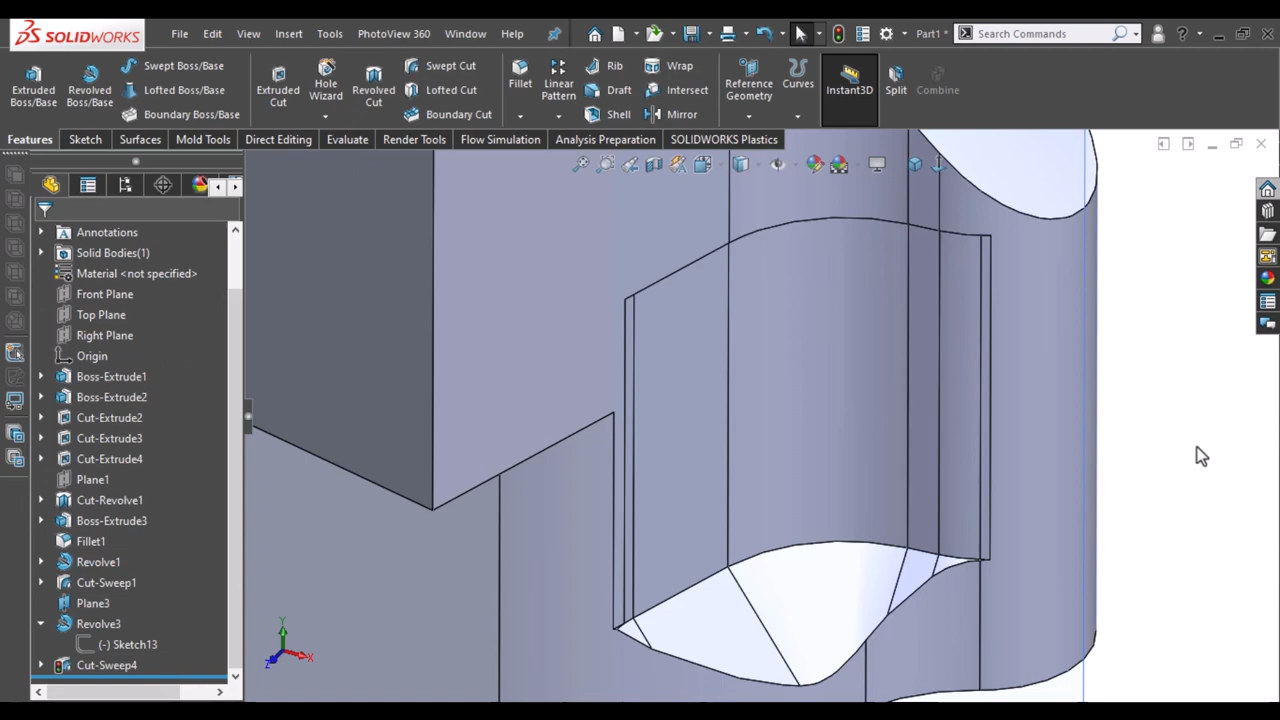 SOLIDWORKS File Edit View Insert Tools PhotoView 360 Window Help Part1 * Search Commands
Extruded Boss/Base
Revolved Boss/Base
Swept Boss/Base
Lofted Boss/Base
Boundary Boss/Base
Extruded Cut
Hole Wizard
Revolved Cut
Swept Cut
Lofted Cut
Boundary Cut
Fillet
Linear Pattern
Rib
Draft
Shell
Wrap
Intersect
Mirror
Reference Geometry
Curves
Instant3D
Split
Combine
Features Sketch Surfaces Mold Tools Direct Editing Evaluate Render Tools Flow Simulation Analysis Preparation SOLIDWORKS Plastics
Annotations
Solid Bodies(1)
Material <not specified>
Front Plane
Top Plane
Right Plane
Origin
Boss-Extrude1
Boss-Extrude2
Cut-Extrude2
Cut-Extrude3
Cut-Extrude4
Plane1
Cut-Revolve1
Boss-Extrude3
Fillet1
Revolve1
Cut-Sweep1
Plane3
Revolve3
(-) Sketch13
Cut-Sweep4
Y
Z X